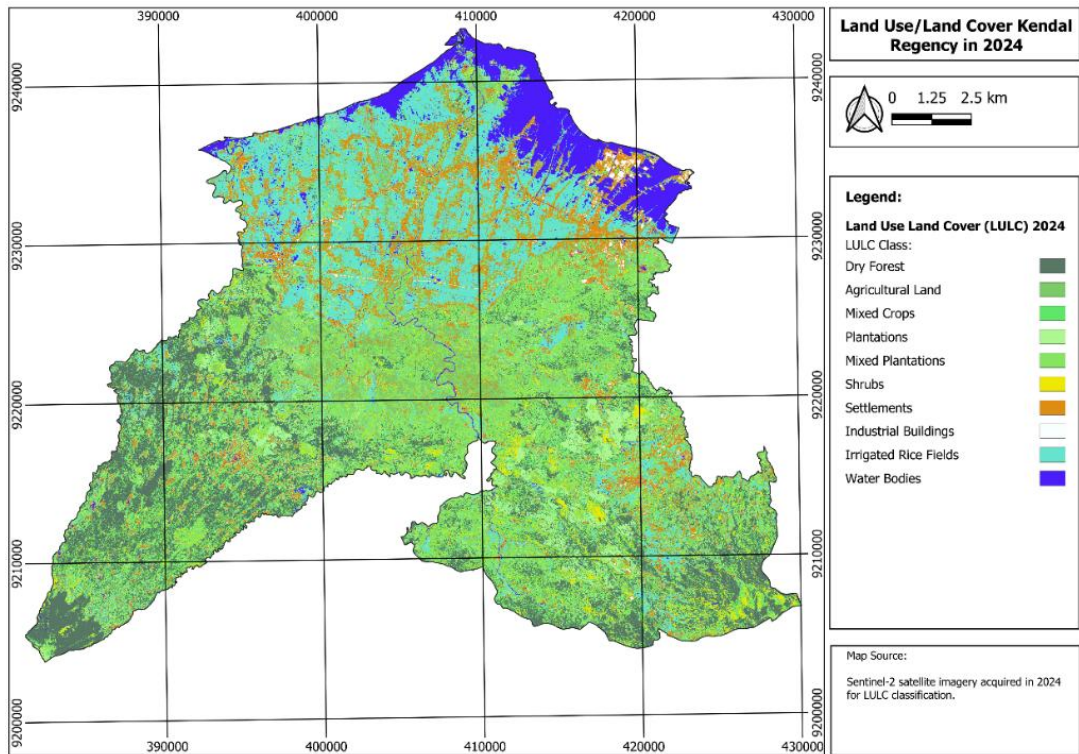 390000 400000 410000 420000 430000
9240000 9240000
9230000 9230000
9220000 9220000
9210000 9210000
9200000 9200000
390000 400000 410000 420000 430000
Land Use/Land Cover Kendal
Regency in 2024
0 1.25 2.5 km
Legend:
Land Use Land Cover (LULC) 2024
LULC Class:
Dry Forest
Agricultural Land
Mixed Crops
Plantations
Mixed Plantations
Shrubs
Settlements
Industrial Buildings
Irrigated Rice Fields
Water Bodies
Map Source:
Sentinel-2 satellite imagery acquired in 2024
for LULC classification.